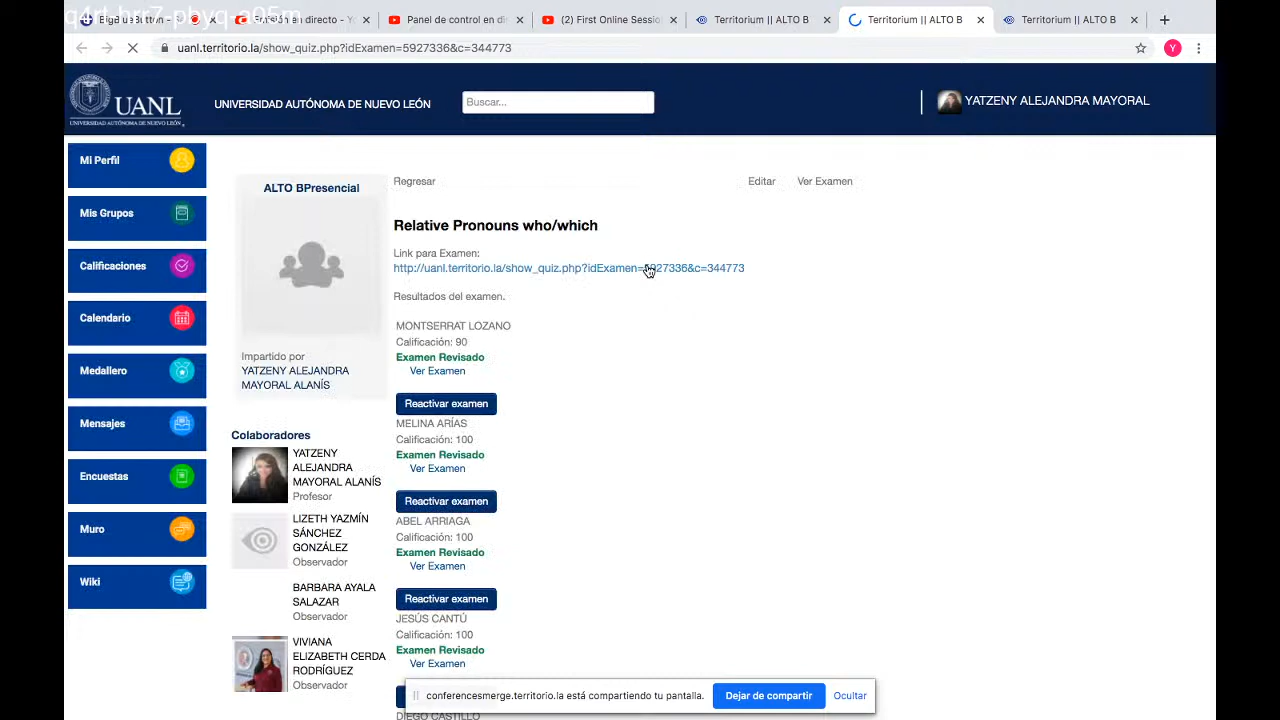 q4rt-hrr7-pbyq-a05m
Panel de control en di
(2) First Online Sessio
Territorium || ALTO B
Territorium || ALTO B
Territorium || ALTO B
uanl.territorio.la/show_quiz.php?idExamen=5927336&c=344773
Y
UANL
UNIVERSIDAD AUTÓNOMA DE NUEVO LEÓN
UNIVERSIDAD AUTÓNOMA DE NUEVO LEÓN
Buscar...
YATZENY ALEJANDRA MAYORAL
Mi Perfil
Mis Grupos
Calificaciones
Calendario
Medallero
Mensajes
Encuestas
Muro
Wiki
ALTO BPresencial
Impartido por
YATZENY ALEJANDRA
MAYORAL ALANÍS
Colaboradores
YATZENY
ALEJANDRA
MAYORAL ALANÍS
Profesor
LIZETH YAZMÍN
SÁNCHEZ
GONZÁLEZ
Observador
BARBARA AYALA
SALAZAR
Observador
VIVIANA
ELIZABETH CERDA
RODRÍGUEZ
Observador
Regresar
Editar
Ver Examen
Relative Pronouns who/which
Link para Examen:
http://uanl.territorio.la/show_quiz.php?idExamen=5927336&c=344773
Resultados del examen.
MONTSERRAT LOZANO
Calificación: 90
Examen Revisado
Ver Examen
Reactivar examen
MELINA ARÍAS
Calificación: 100
Examen Revisado
Ver Examen
Reactivar examen
ABEL ARRIAGA
Calificación: 100
Examen Revisado
Ver Examen
Reactivar examen
JESÚS CANTÚ
Calificación: 100
Examen Revisado
Ver Examen
DIEGO CASTILLO
conferencesmerge.territorio.la está compartiendo tu pantalla.
Dejar de compartir
Ocultar